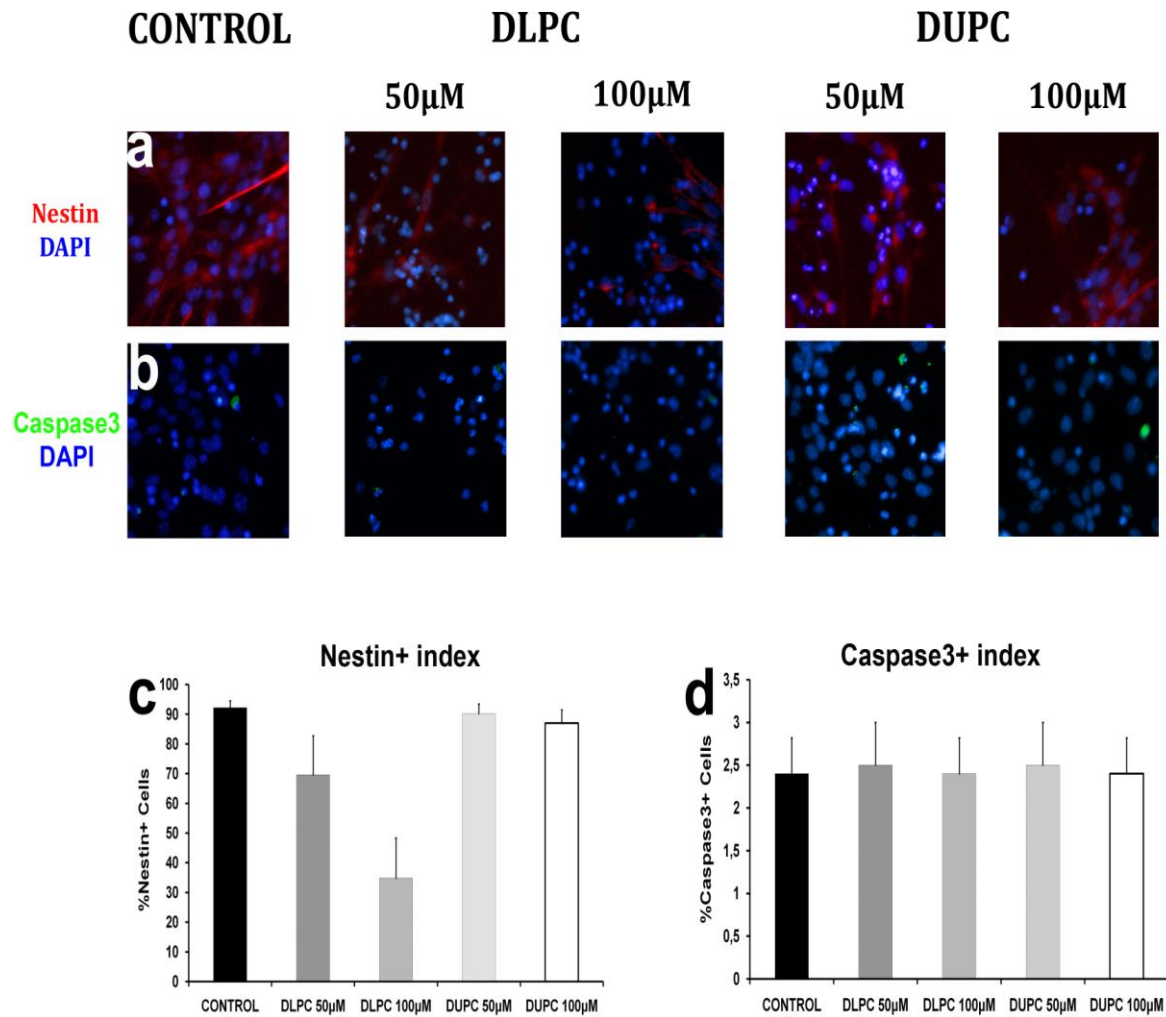 CONTROL DLPC DUPC
50µM 100µM 50µM 100µM
a
Nestin
DAPI
b
Caspase3
DAPI
Nestin+ index
c
%Nestin+ Cells
100
90
80
70
60
50
40
30
20
10
0
CONTROL DLPC 50µM DLPC 100µM DUPC 50µM DUPC 100µM
Caspase3+ index
d
%Caspase3+ Cells
3,5
3
2,5
2
1,5
1
0,5
0
CONTROL DLPC 50µM DLPC 100µM DUPC 50µM DUPC 100µM